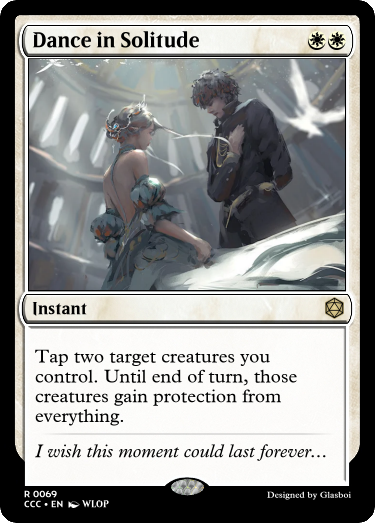 Dance in Solitude
Instant
Tap two target creatures you
control. Until end of turn, those
creatures gain protection from
everything.
I wish this moment could last forever…
R 0069
CCC • EN WLOP
Designed by Glasboi